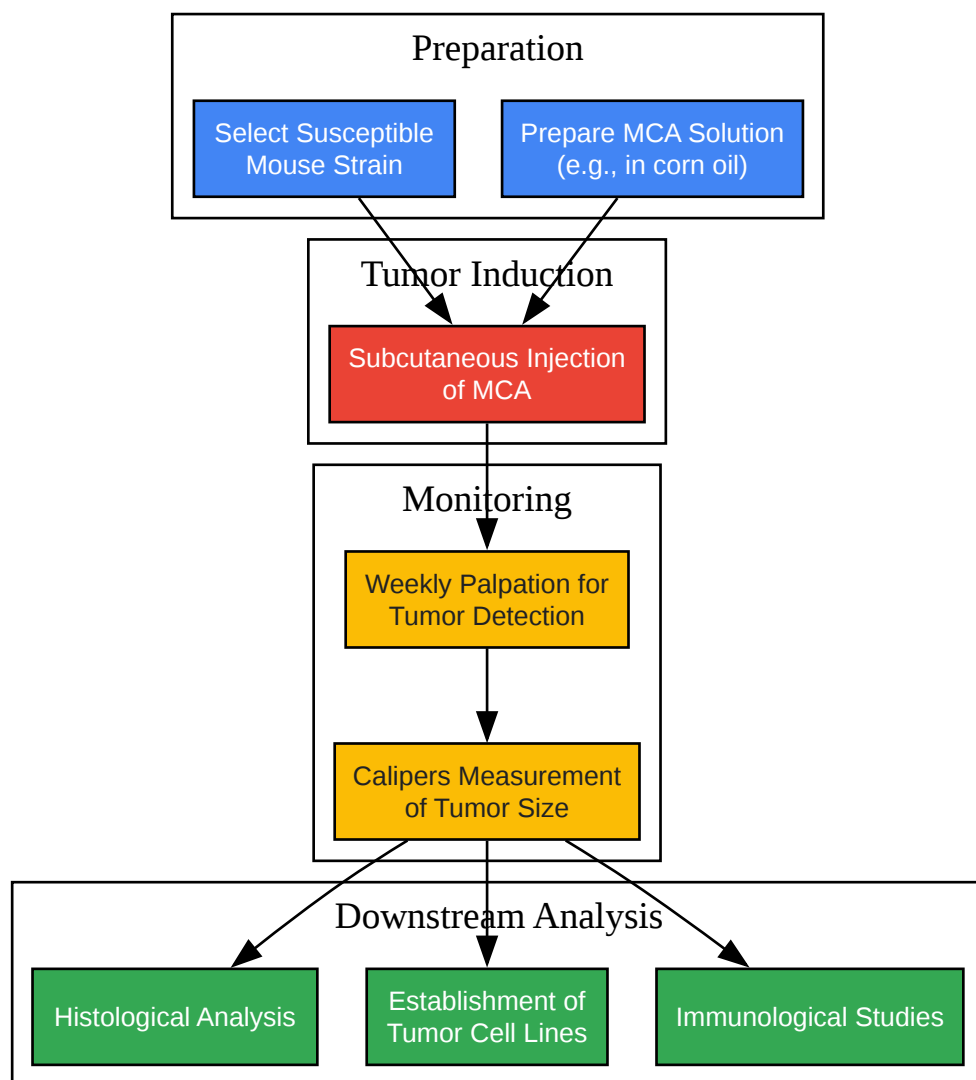 Preparation
Select Susceptible
Mouse Strain
Prepare MCA Solution
(e.g., in corn oil)
Tumor Induction
Subcutaneous Injection
of MCA
Monitoring
Weekly Palpation for
Tumor Detection
Calipers Measurement
of Tumor Size
Downstream Analysis
Histological Analysis
Establishment of
Tumor Cell Lines
Immunological Studies